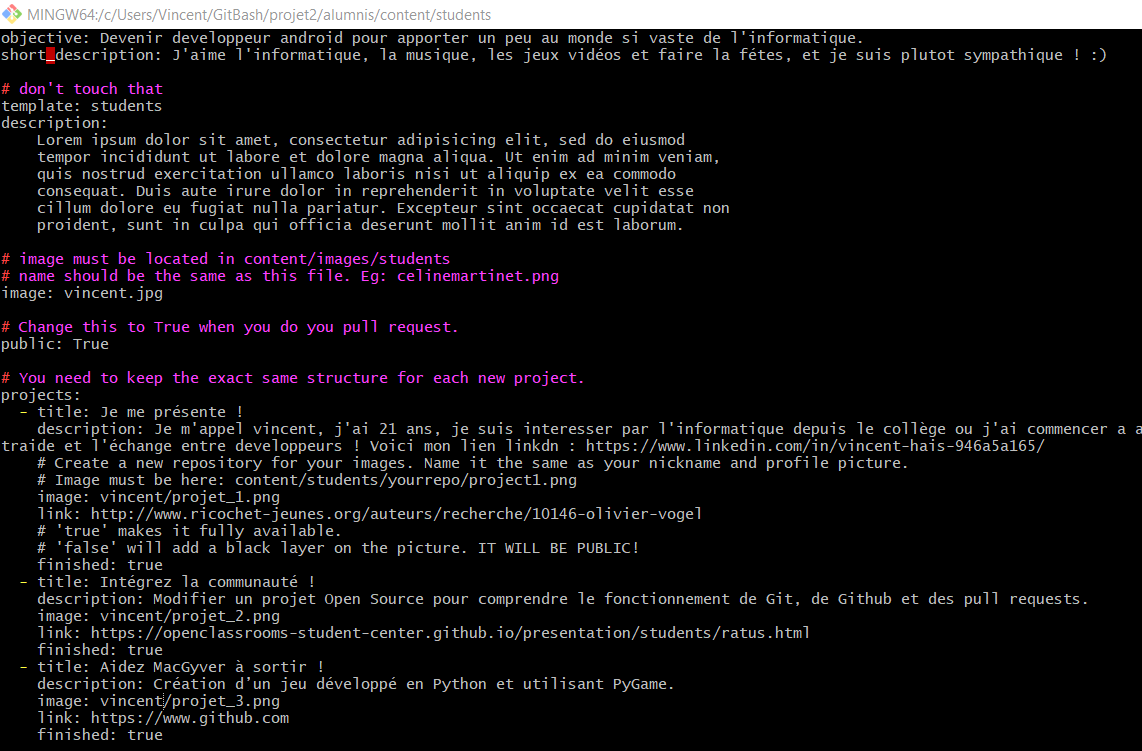 MINGW64:/c/Users/Vincent/GitBash/projet2/alumnis/content/students
objective: Devenir developpeur android pour apporter un peu au monde si vaste de l'informatique.
short_description: J'aime l'informatique, la musique, les jeux vidéos et faire la fétes, et je suis plutot sympathique ! :)
# don't touch that
template: students
description:
Lorem ipsum dolor sit amet, consectetur adipisicing elit, sed do eiusmod
tempor incididunt ut labore et dolore magna aliqua. Ut enim ad minim veniam,
quis nostrud exercitation ullamco laboris nisi ut aliquip ex ea commodo
consequat. Duis aute irure dolor in reprehenderit in voluptate velit esse
cillum dolore eu fugiat nulla pariatur. Excepteur sint occaecat cupidatat non
proident, sunt in culpa qui officia deserunt mollit anim id est laborum.
# image must be located in content/images/students
# name should be the same as this file. Eg: celinemartinet.png
image: vincent.jpg
# Change this to True when you do you pull request.
public: True
# You need to keep the exact same structure for each new project.
projects:
- title: Je me présente !
description: Je m'appel vincent, j'ai 21 ans, je suis interesser par l'informatique depuis le collège ou j'ai commencer a a
traide et l'échange entre developpeurs ! Voici mon lien linkdn : https://www.linkedin.com/in/vincent-hais-946a5a165/
# Create a new repository for your images. Name it the same as your nickname and profile picture.
# Image must be here: content/students/yourrepo/project1.png
image: vincent/projet_1.png
link: http://www.ricochet-jeunes.org/auteurs/recherche/10146-olivier-vogel
# 'true' makes it fully available.
# 'false' will add a black layer on the picture. IT WILL BE PUBLIC!
finished: true
- title: Intégrez la communauté !
description: Modifier un projet Open Source pour comprendre le fonctionnement de Git, de Github et des pull requests.
image: vincent/projet_2.png
link: https://openclassrooms-student-center.github.io/presentation/students/ratus.html
finished: true
- title: Aidez MacGyver à sortir !
description: Création d’un jeu développé en Python et utilisant PyGame.
image: vincent/projet_3.png
link: https://www.github.com
finished: true